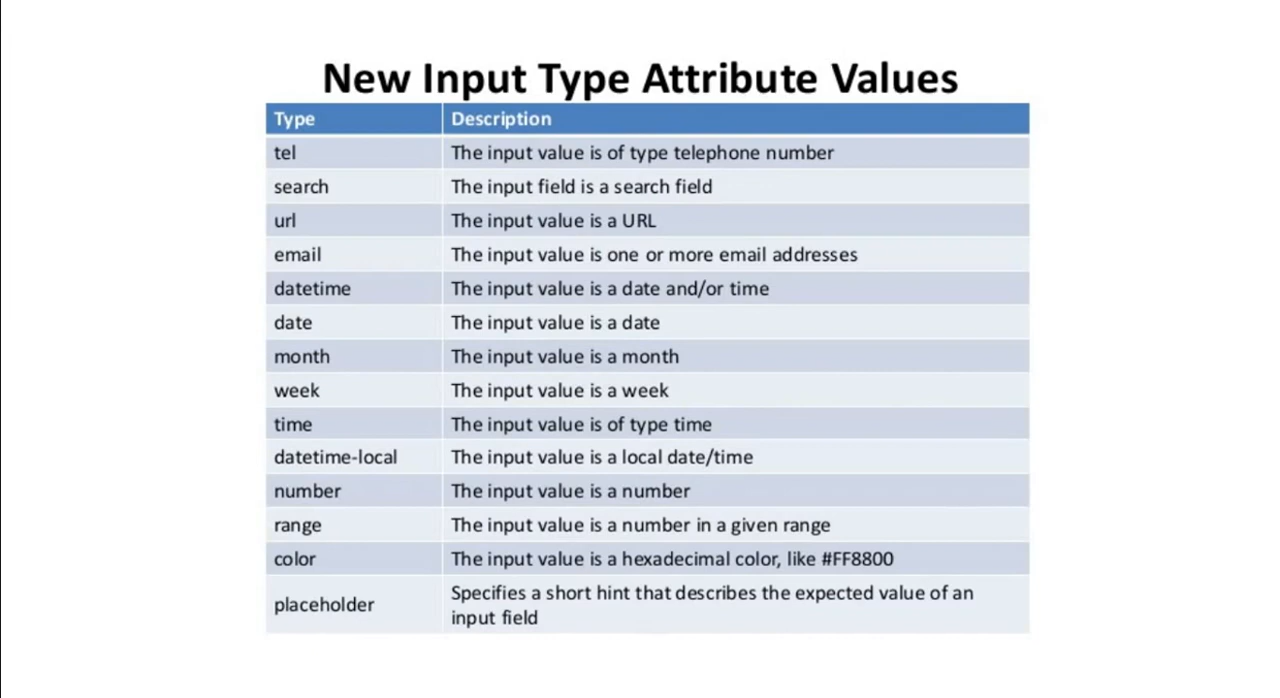 New Input Type Attribute Values
Type Description
tel The input value is of type telephone number
search The input field is a search field
url The input value is a URL
email The input value is one or more email addresses
datetime The input value is a date and/or time
date The input value is a date
month The input value is a month
week The input value is a week
time The input value is of type time
datetime-local The input value is a local date/time
number The input value is a number
range The input value is a number in a given range
color The input value is a hexadecimal color, like #FF8800
placeholder Specifies a short hint that describes the expected value of an
input field